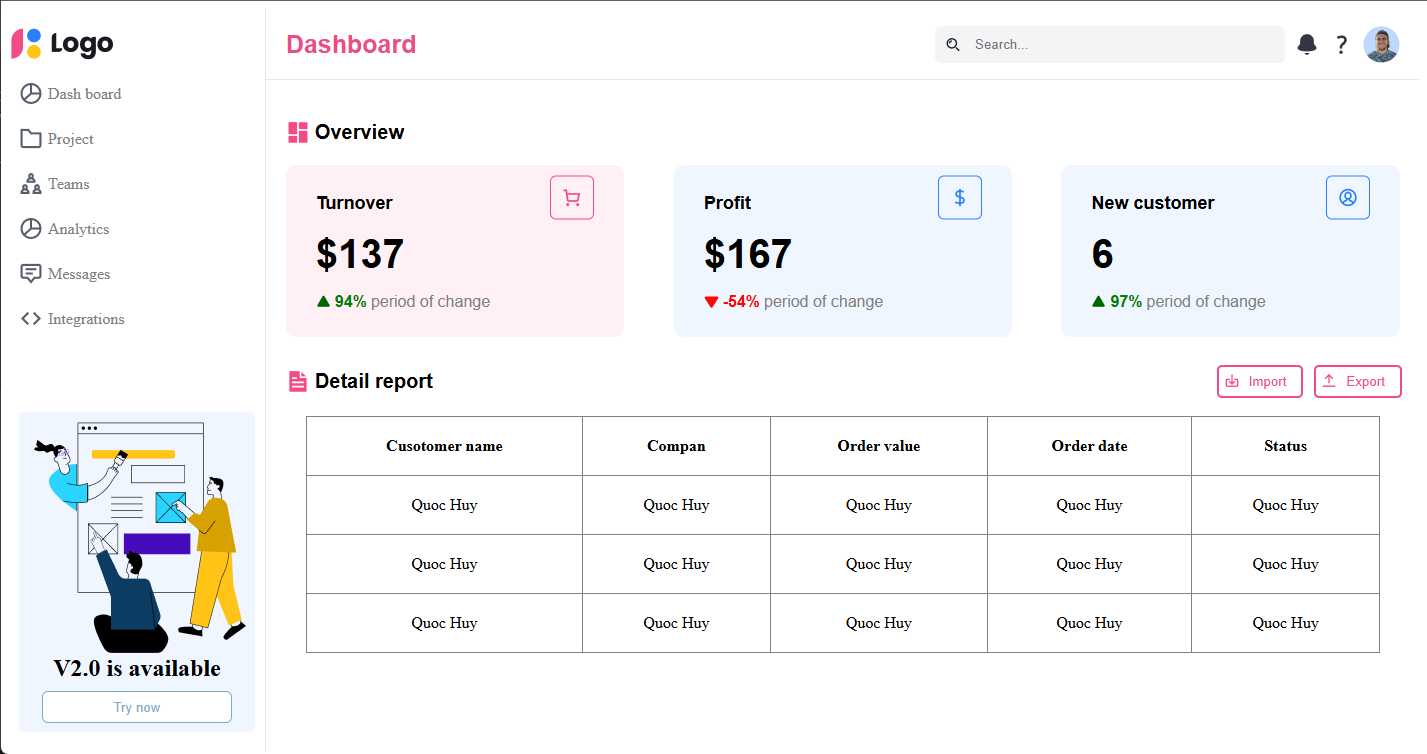 Logo
Dash board
Project
Teams
Analytics
Messages
Integrations
V2.0 is available
Try now
Dashboard
Search...
?
Overview
Turnover
$137
94% period of change
Profit
$
$167
-54% period of change
New customer
6
97% period of change
Detail report
Import
Export
Cusotomer name Compan Order value Order date Status
Quoc Huy Quoc Huy Quoc Huy Quoc Huy Quoc Huy
Quoc Huy Quoc Huy Quoc Huy Quoc Huy Quoc Huy
Quoc Huy Quoc Huy Quoc Huy Quoc Huy Quoc Huy